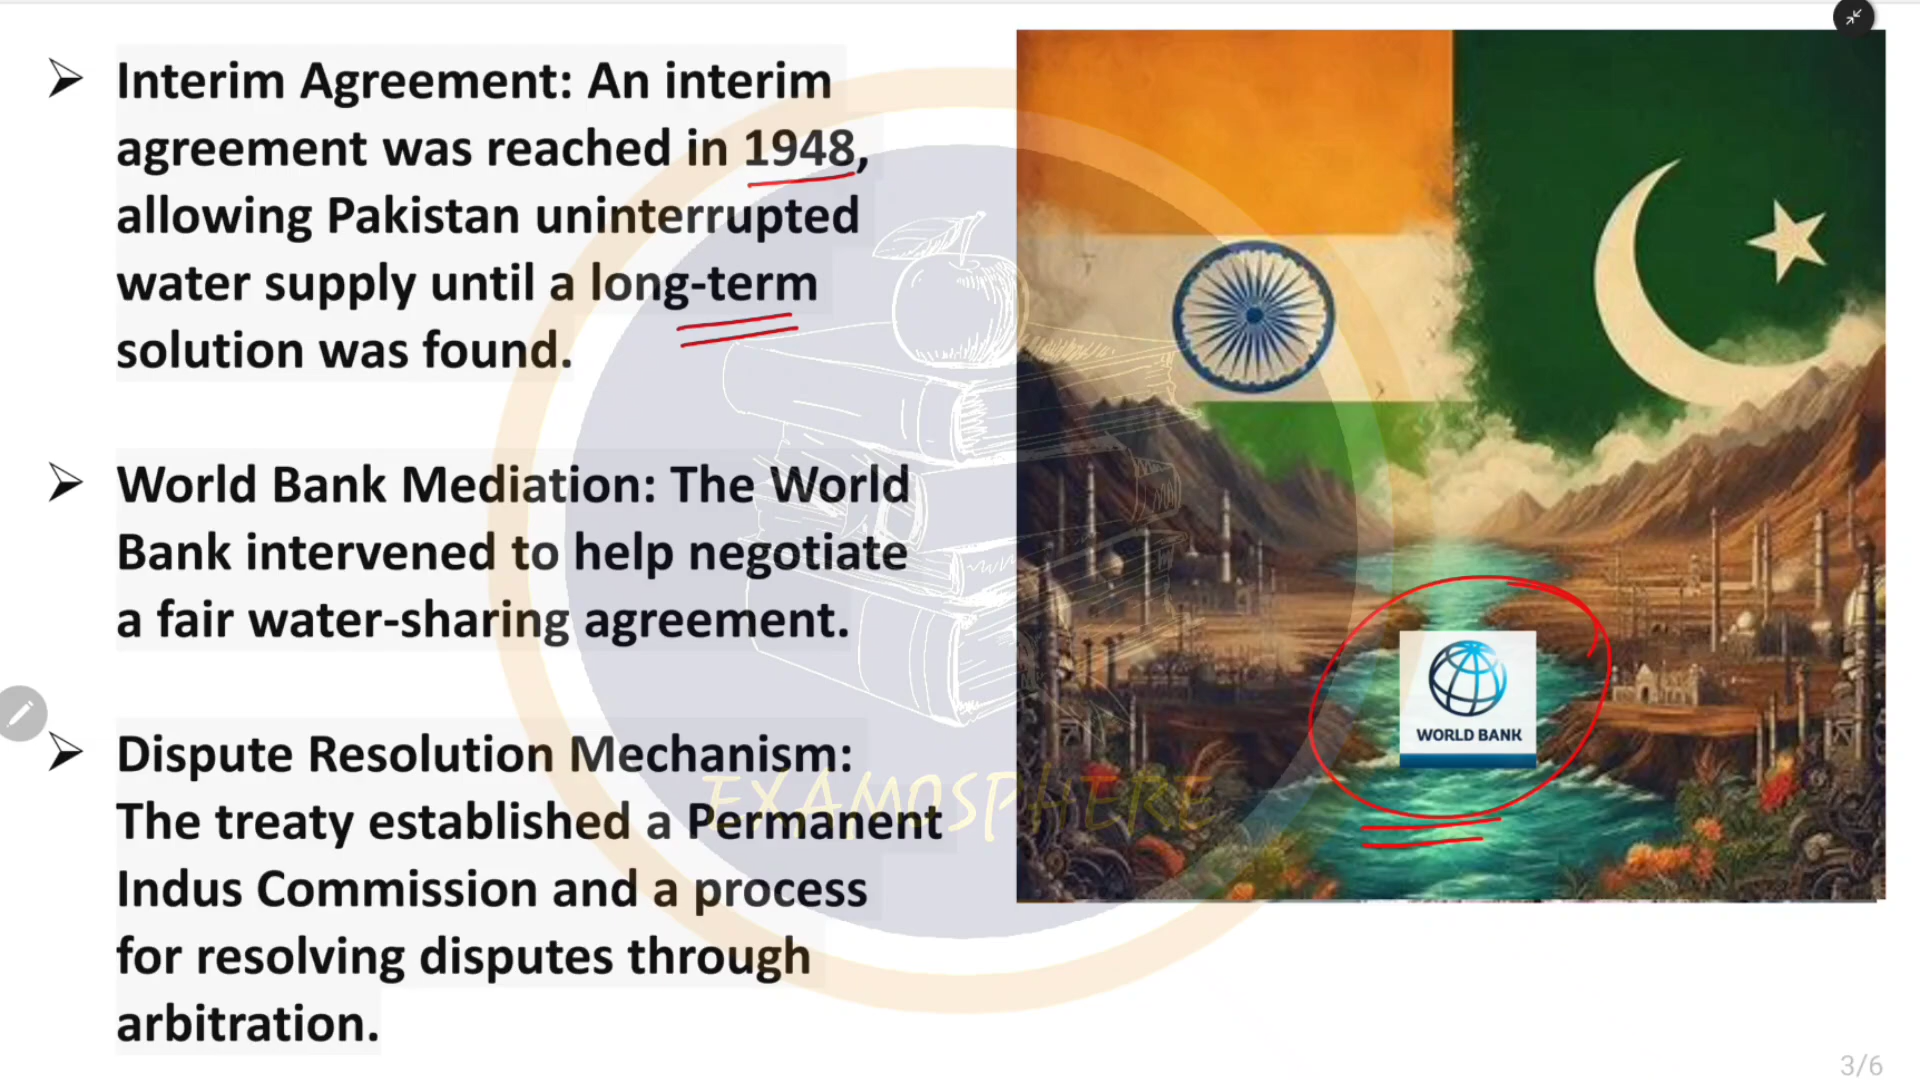 Interim Agreement: An interim
agreement was reached in 1948,
allowing Pakistan uninterrupted
water supply until a long-term
solution was found.
World Bank Mediation: The World
Bank intervened to help negotiate
a fair water-sharing agreement.
Dispute Resolution Mechanism:
The treaty established a Permanent
Indus Commission and a process
for resolving disputes through
arbitration.
WORLD BANK
EXAMOSPHERE
3/6